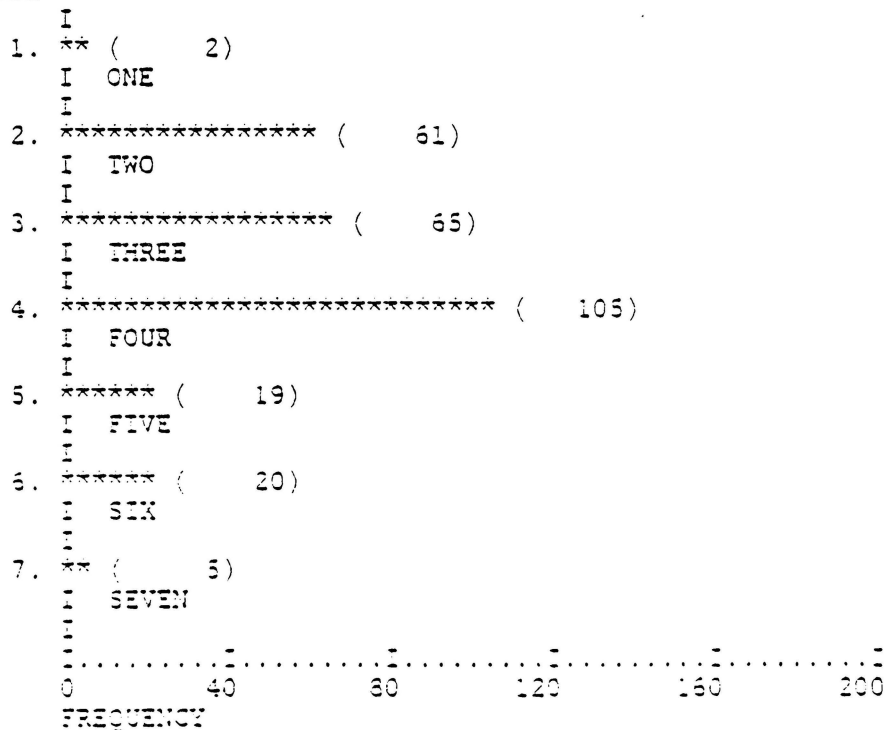 I
1. ** ( 2)
I ONE
I
2. **************** ( 61)
I TWO
I
3. ***************** ( 65)
I THREE
I
4. *************************** ( 105)
I FOUR
I
5. ****** ( 19)
I FIVE
I
6. ****** ( 20)
I SIX
I
7. ** ( 5)
I SEVEN
I
I.........I.........I.........I.........I.........I
0 40 80 120 160 200
FREQUENCY